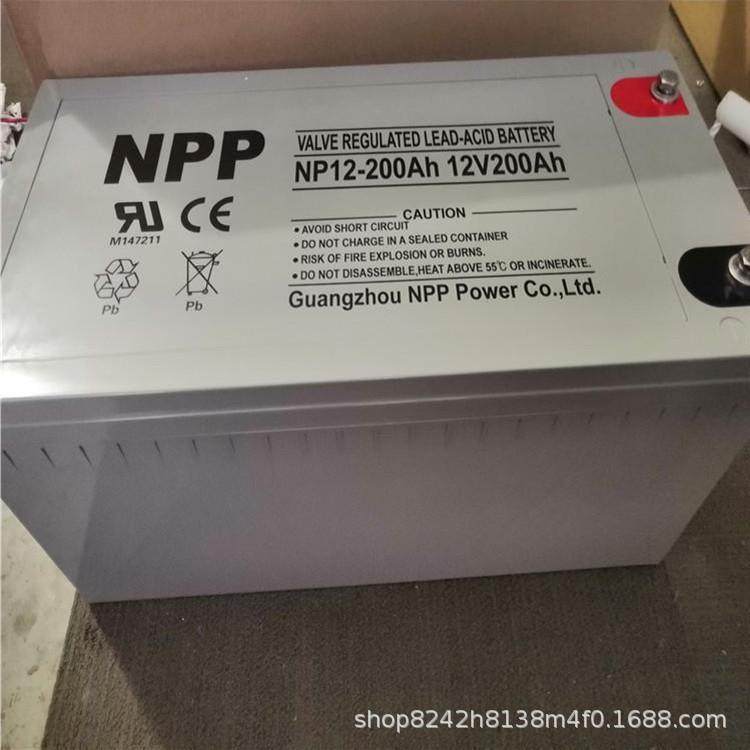 NPP
VALVE REGULATED LEAD-ACID BATTERY
NP12-200Ah 12V200Ah
RU CE
M147211
CAUTION
• AVOID SHORT CIRCUIT
• DO NOT CHARGE IN A SEALED CONTAINER
• RISK OF FIRE EXPLOSION OR BURNS.
• DO NOT DISASSEMBLE,HEAT ABOVE 55℃ OR INCINERATE.
Pb
Pb
Guangzhou NPP Power Co.,Ltd.
shop8242h8138m4f0.1688.com